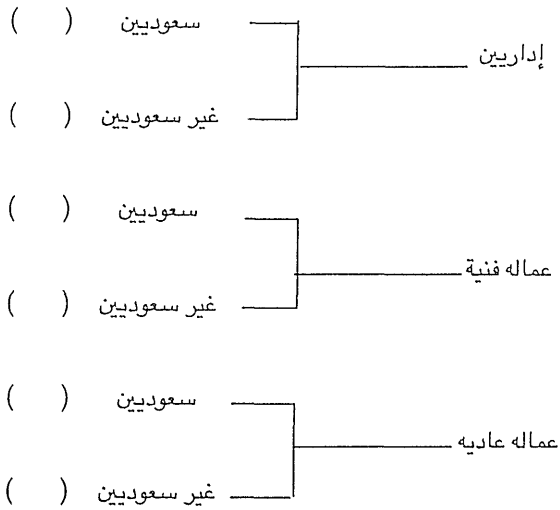 سعوديين ( )
إداريين
غير سعوديين ( )
سعوديين ( )
عماله فنية
غير سعوديين ( )
سعوديين ( )
عماله عاديه
غير سعوديين ( )